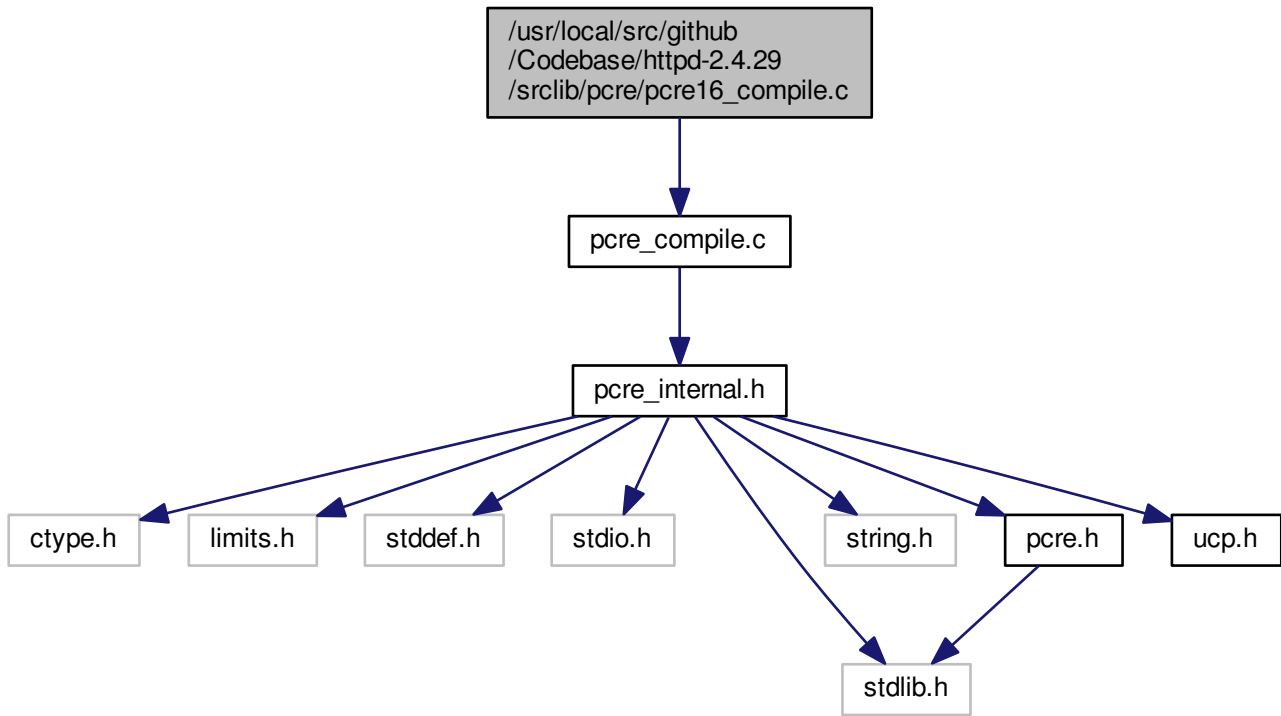 /usr/local/src/github
/Codebase/httpd-2.4.29
/srclib/pcre/pcre16_compile.c
pcre_compile.c
pcre_internal.h
ctype.h
limits.h
stddef.h
stdio.h
string.h
pcre.h
ucp.h
stdlib.h